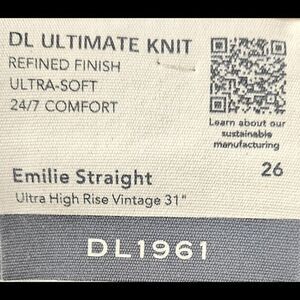 DL ULTIMATE KNIT
REFINED FINISH
ULTRA-SOFT
24/7 COMFORT
Learn about our
sustainable
manufacturing
26
Emilie Straight
Ultra High Rise Vintage 31"
DL1961